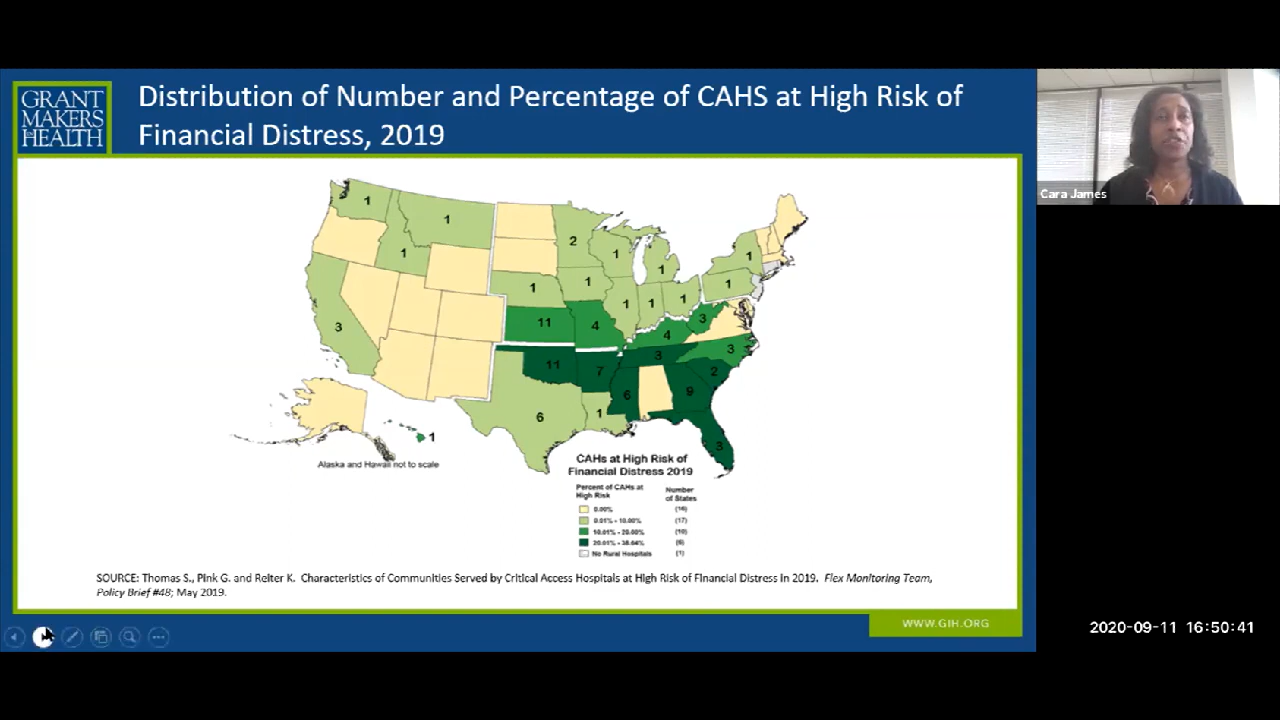 GRANT
MAKERS
IN
HEALTH
Distribution of Number and Percentage of CAHS at High Risk of
Financial Distress, 2019
Cara James
1
1
1
3
2
1
1
1
1
1
1
1
1
1
11
4
4
3
3
3
11
7
6
9
2
3
6
1
1
Alaska and Hawaii not to scale
CAHs at High Risk of
Financial Distress 2019
Percent of CAHs at
High Risk
Number
of States
0.00%
0.01% - 10.00%
(17)
10.01% - 20.00%
No Rural Hospitals
(1)
SOURCE: Thomas S., Pink G. and Reiter K. Characteristics of Communities Served by Critical Access Hospitals at High Risk of Financial Distress in 2019. Flex Monitoring Team,
Policy Brief #48; May 2019.
WWW.GIH.ORG
2020-09-11 16:50:41